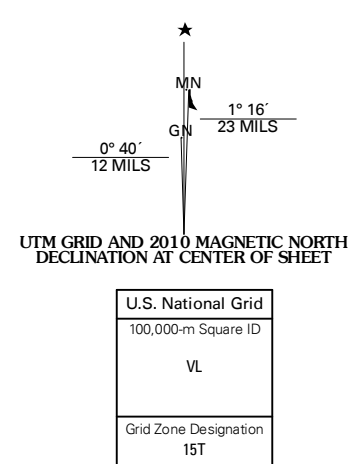 MN
1° 16´
GN
23 MILS
0° 40´
12 MILS
UTM GRID AND 2010 MAGNETIC NORTH
DECLINATION AT CENTER OF SHEET
U.S. National Grid
100,000-m Square ID
VL
Grid Zone Designation
15T